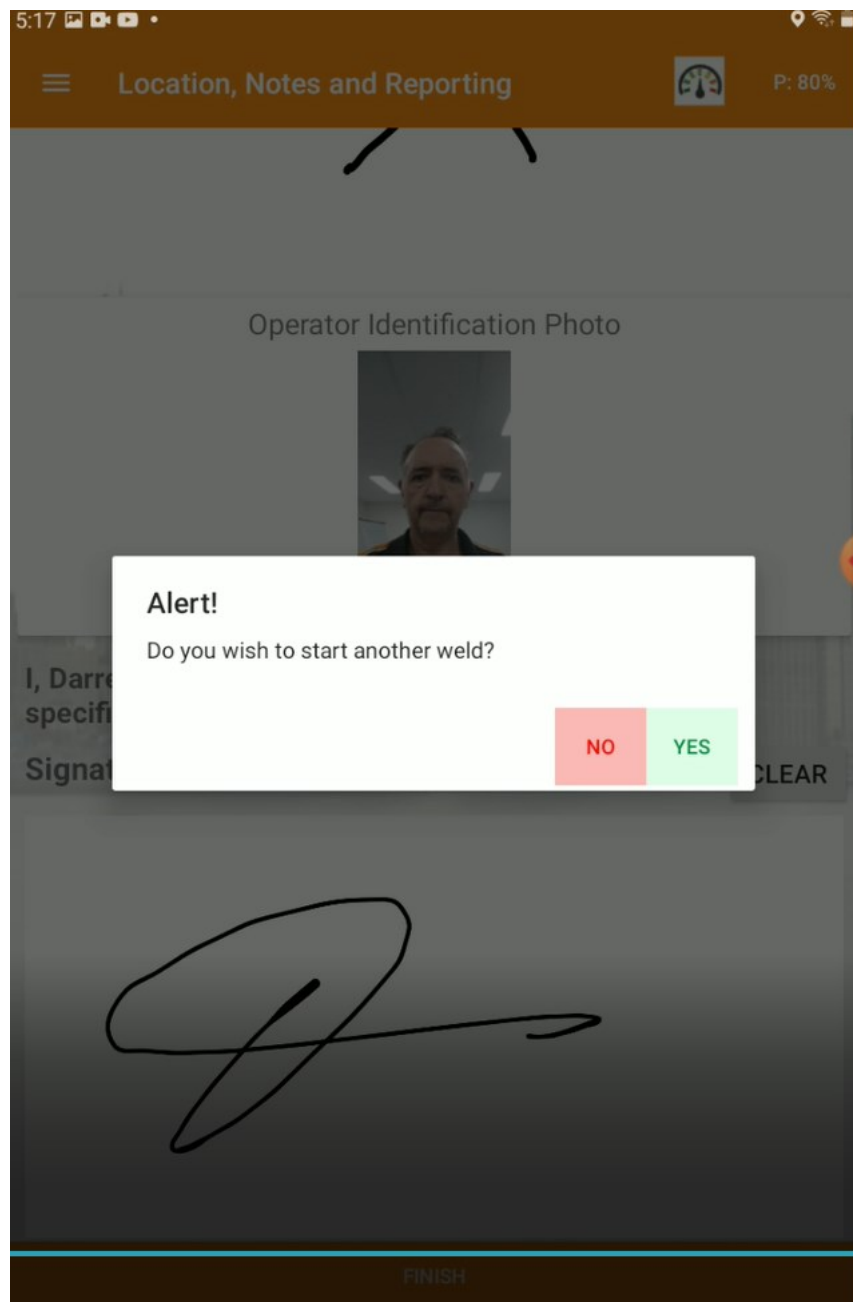 5:17
Location, Notes and Reporting
P: 80%
Operator Identification Photo
Alert!
Do you wish to start another weld?
I, Darre
specifi
NO YES
Signat
CLEAR
FINISH